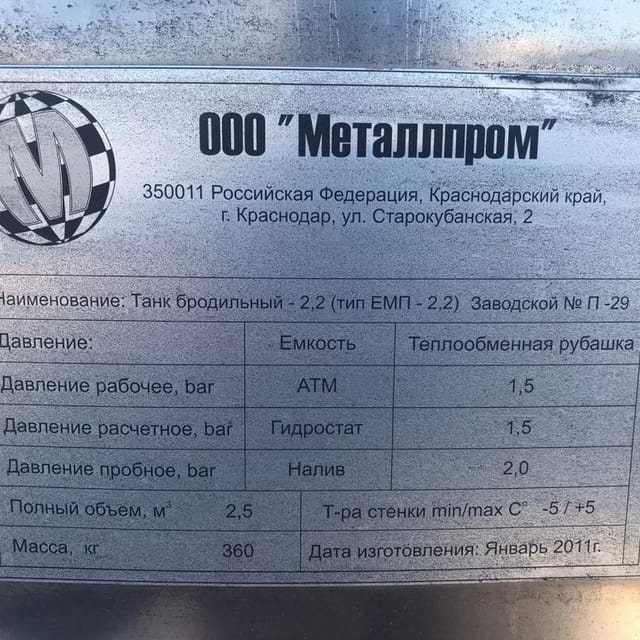 М
ООО "Металлпром"
350011 Российская Федерация, Краснодарский край,
г. Краснодар, ул. Старокубанская, 2
Наименование: Танк бродильный - 2,2 (тип ЕМП - 2,2) Заводской № П -29
Давление: Емкость Теплообменная рубашка
Давление рабочее, bar АТМ 1,5
Давление расчетное, bar Гидростат 1,5
Давление пробное, bar Налив 2,0
Полный объем, м³ 2,5 Т-ра стенки min/max C° -5 / +5
Масса, кг 360 Дата изготовления: Январь 2011г.